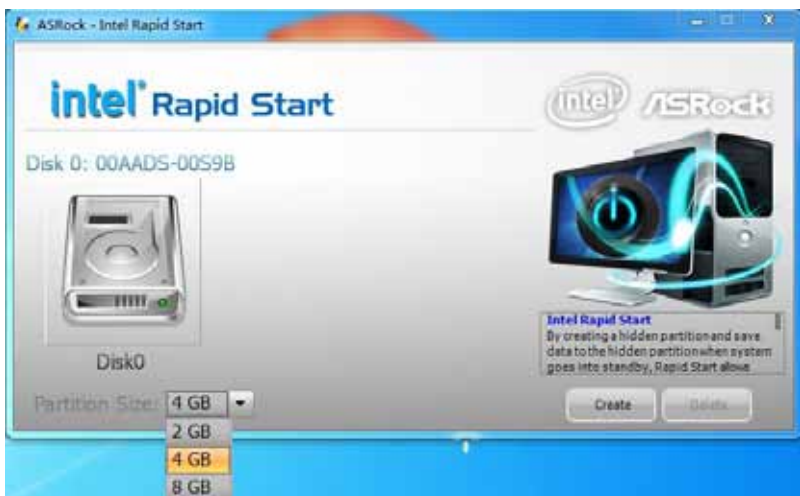 ASRock - Intel Rapid Start
intel Rapid Start
intel ASRock
Disk 0: 00AADS-00S9B
Disk0
Intel Rapid Start
By creating a hidden partition and save
data to the hidden partition when system
goes into standby, Rapid Start allows
Partition Size: 4 GB
Create Delete
2 GB
4 GB
8 GB